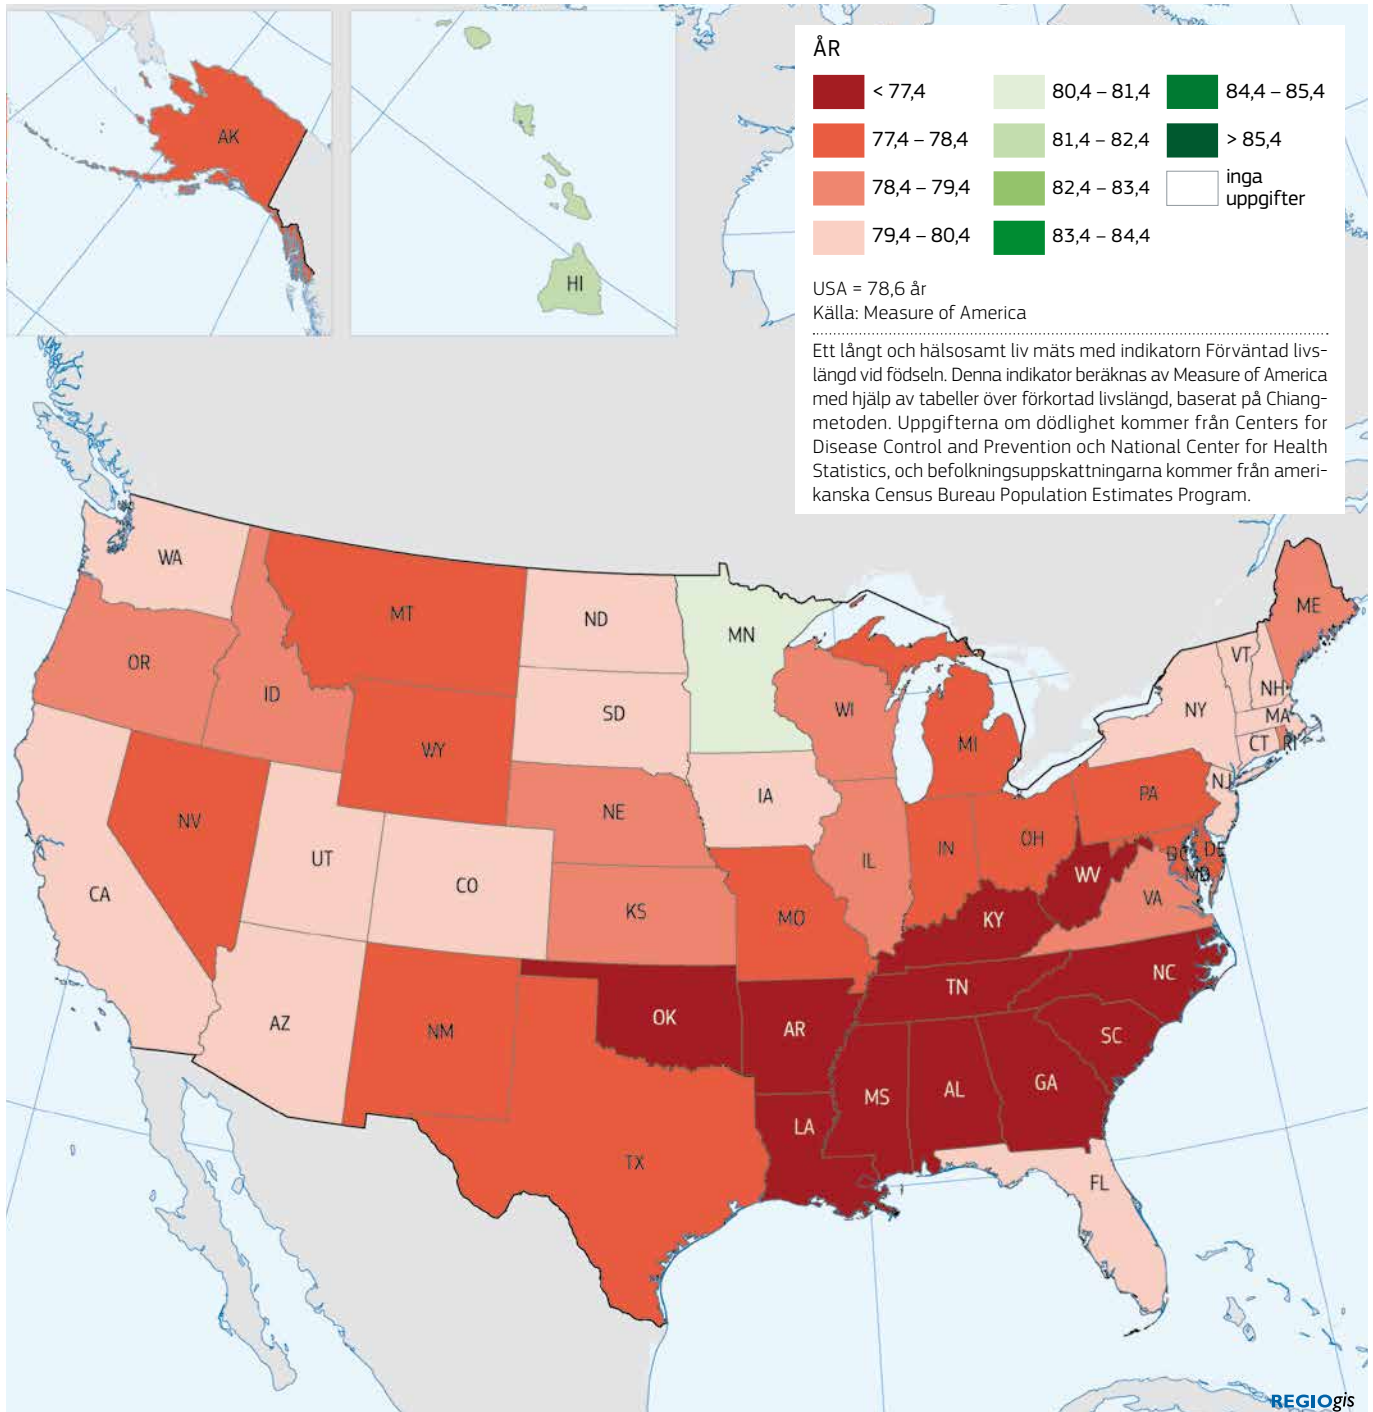 ÅR
< 77,4
77,4 – 78,4
78,4 – 79,4
79,4 – 80,4
80,4 – 81,4
81,4 – 82,4
82,4 – 83,4
83,4 – 84,4
84,4 – 85,4
> 85,4
inga
uppgifter
USA = 78,6 år
Källa: Measure of America
Ett långt och hälsosamt liv mäts med indikatorn Förväntad livs-
längd vid födseln. Denna indikator beräknas av Measure of America
med hjälp av tabeller över förkortad livslängd, baserat på Chiang-
metoden. Uppgifterna om dödlighet kommer från Centers for
Disease Control and Prevention och National Center for Health
Statistics, och befolkningsuppskattningarna kommer från ameri-
kanska Census Bureau Population Estimates Program.
AK
HI
WA
MT
ND
MN
ME
OR
ID
SD
WI
VT
NH
NY
MA
WY
MI
CT
RI
NV
NE
IA
PA
NJ
UT
CO
IL
IN
OH
DC
DE
MD
CA
KS
MO
WV
VA
KY
AZ
NM
OK
AR
TN
NC
SC
MS
AL
GA
LA
TX
FL
REGIOgis